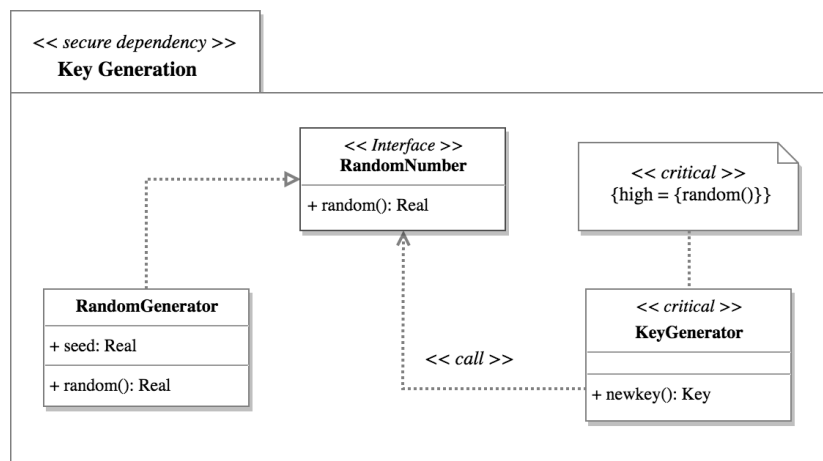 << secure dependency >>
Key Generation
<< Interface >>
RandomNumber
+ random(): Real
<< critical >>
{high = {random()}}
RandomGenerator
+ seed: Real
+ random(): Real
<< call >>
<< critical >>
KeyGenerator
+ newkey(): Key